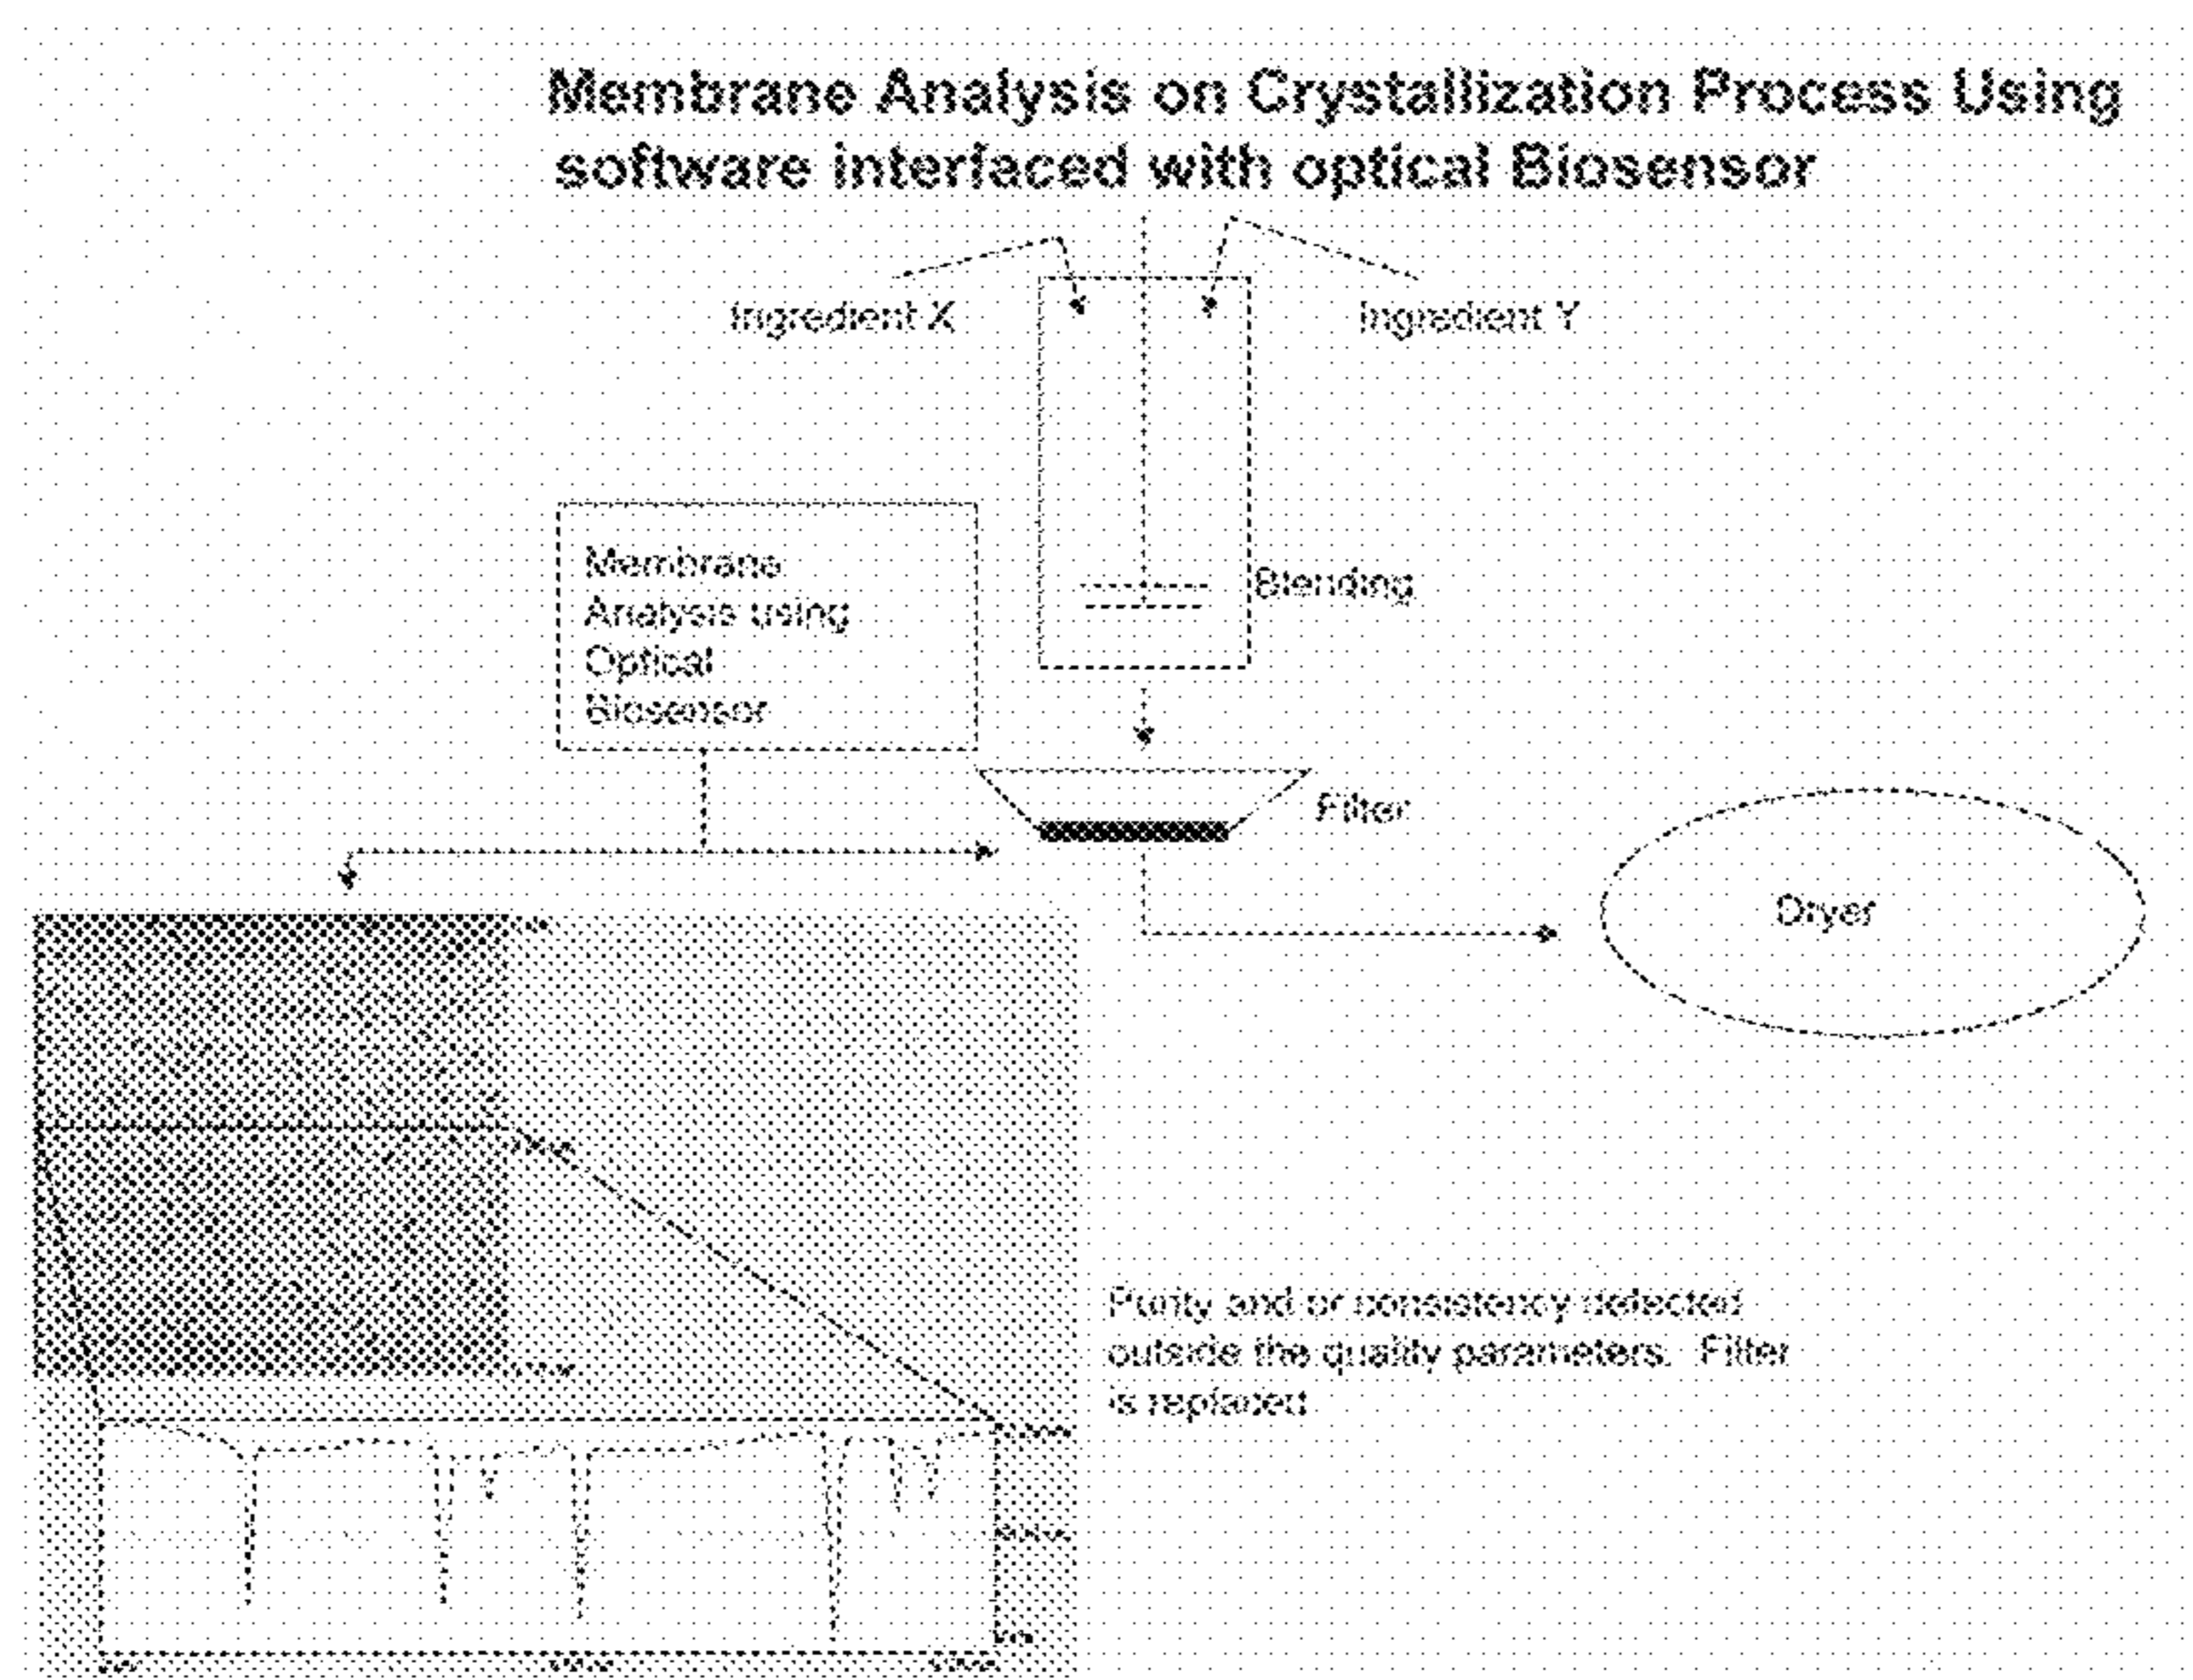 Membrane Analysis on Crystallization Process Using
software interfaced with optical Biosensor
Ingredient X
Ingredient Y
Membrane
Analysis using
Optical
Biosensor
Blending
Filter
Dryer
Purity and or consistency detected
outside the quality parameters. Filter
is replaced